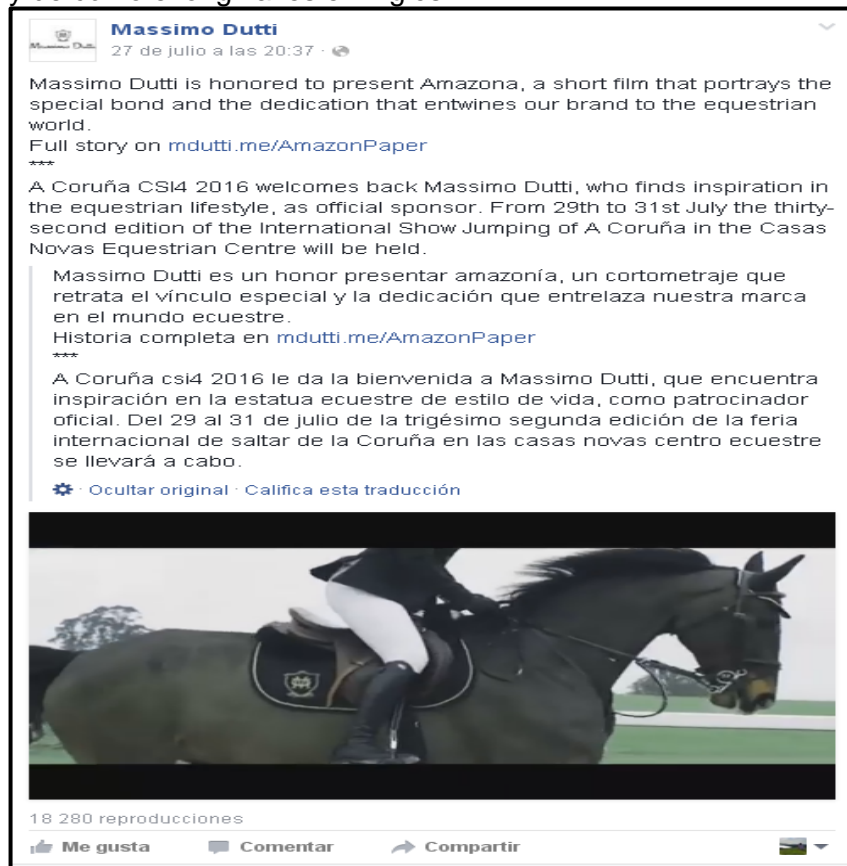 Massimo Dutti
27 de julio a las 20:37 ·
Massimo Dutti
Massimo Dutti is honored to present Amazona, a short film that portrays the
special bond and the dedication that entwines our brand to the equestrian
world.
Full story on mdutti.me/AmazonPaper
***
A Coruña CSI4 2016 welcomes back Massimo Dutti, who finds inspiration in
the equestrian lifestyle, as official sponsor. From 29th to 31st July the thirty-
second edition of the International Show Jumping of A Coruña in the Casas
Novas Equestrian Centre will be held.
Massimo Dutti es un honor presentar amazonía, un cortometraje que
retrata el vínculo especial y la dedicación que entrelaza nuestra marca
en el mundo ecuestre.
Historia completa en mdutti.me/AmazonPaper
***
A Coruña csi4 2016 le da la bienvenida a Massimo Dutti, que encuentra
inspiración en la estatua ecuestre de estilo de vida, como patrocinador
oficial. Del 29 al 31 de julio de la trigésimo segunda edición de la feria
internacional de saltar de la Coruña en las casas novas centro ecuestre
se llevará a cabo.
· Ocultar original · Califica esta traducción
18 280 reproducciones
Me gusta Comentar Compartir